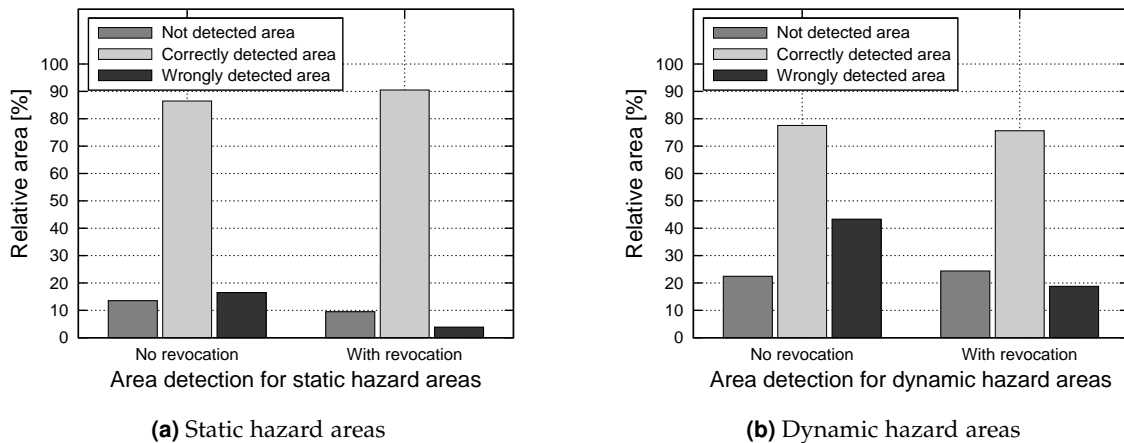 Not detected area
Correctly detected area
Wrongly detected area
100
90
80
70
60
50
40
30
20
10
0
Relative area [%]
No revocation
With revocation
Area detection for static hazard areas
(a) Static hazard areas
Not detected area
Correctly detected area
Wrongly detected area
100
90
80
70
60
50
40
30
20
10
0
Relative area [%]
No revocation
With revocation
Area detection for dynamic hazard areas
(b) Dynamic hazard areas